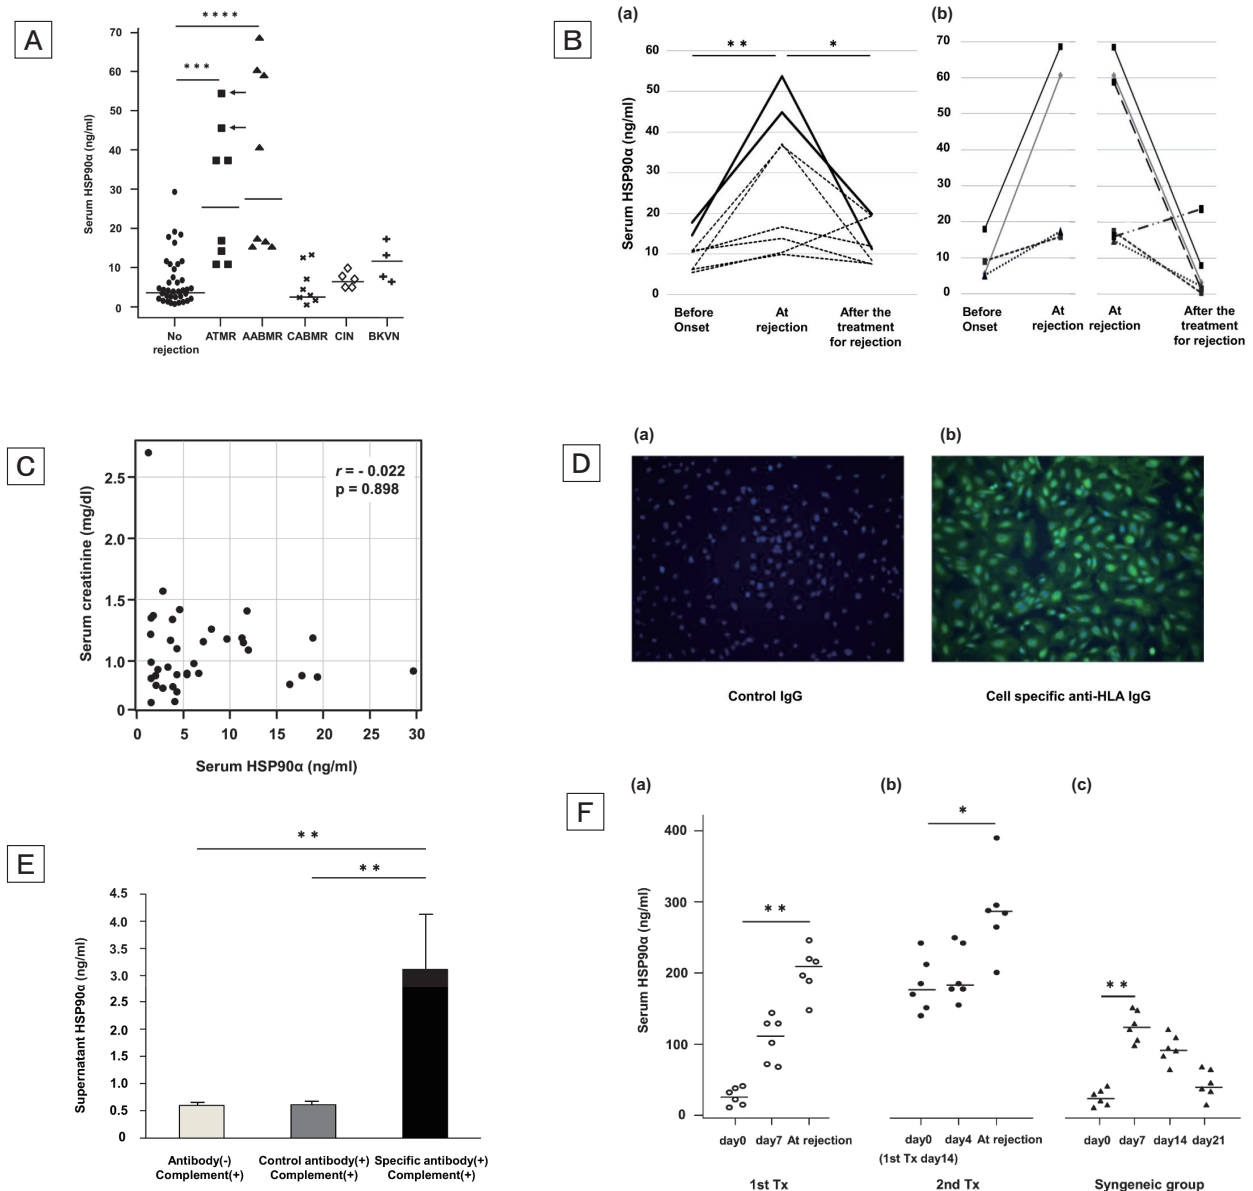 A
* * * *
* * *
Serum HSP90α (ng/ml)
70
60
50
40
30
20
10
0
No
rejection
ATMR
AABMR
CABMR
CIN
BKVN
B
(a)
* *
*
Serum HSP90α (ng/ml)
60
50
40
30
20
10
0
Before
Onset
At
rejection
After the
treatment
for rejection
(b)
70
60
50
40
30
20
10
0
Before
Onset
At
rejection
At
rejection
After the
treatment
for rejection
C
r = - 0.022
p = 0.898
Serum creatinine (mg/dl)
2.5
2.0
1.5
1.0
0
0
5
10
15
20
25
30
Serum HSP90α (ng/ml)
D
(a)
(b)
Control IgG
Cell specific anti-HLA IgG
E
* *
* *
Supernatant HSP90α (ng/ml)
4.5
4.0
3.5
3.0
2.5
2.0
1.5
1.0
0.5
0
Antibody(-)
Complement(+)
Control antibody(+)
Complement(+)
Specific antibody(+)
Complement(+)
F
(a)
(b)
(c)
Serum HSP90α (ng/ml)
400
300
200
100
0
* *
*
* *
day0
day7
At rejection
1st Tx
day0
(1st Tx day14)
day4
At rejection
2nd Tx
day0
day7
day14
day21
Syngeneic group